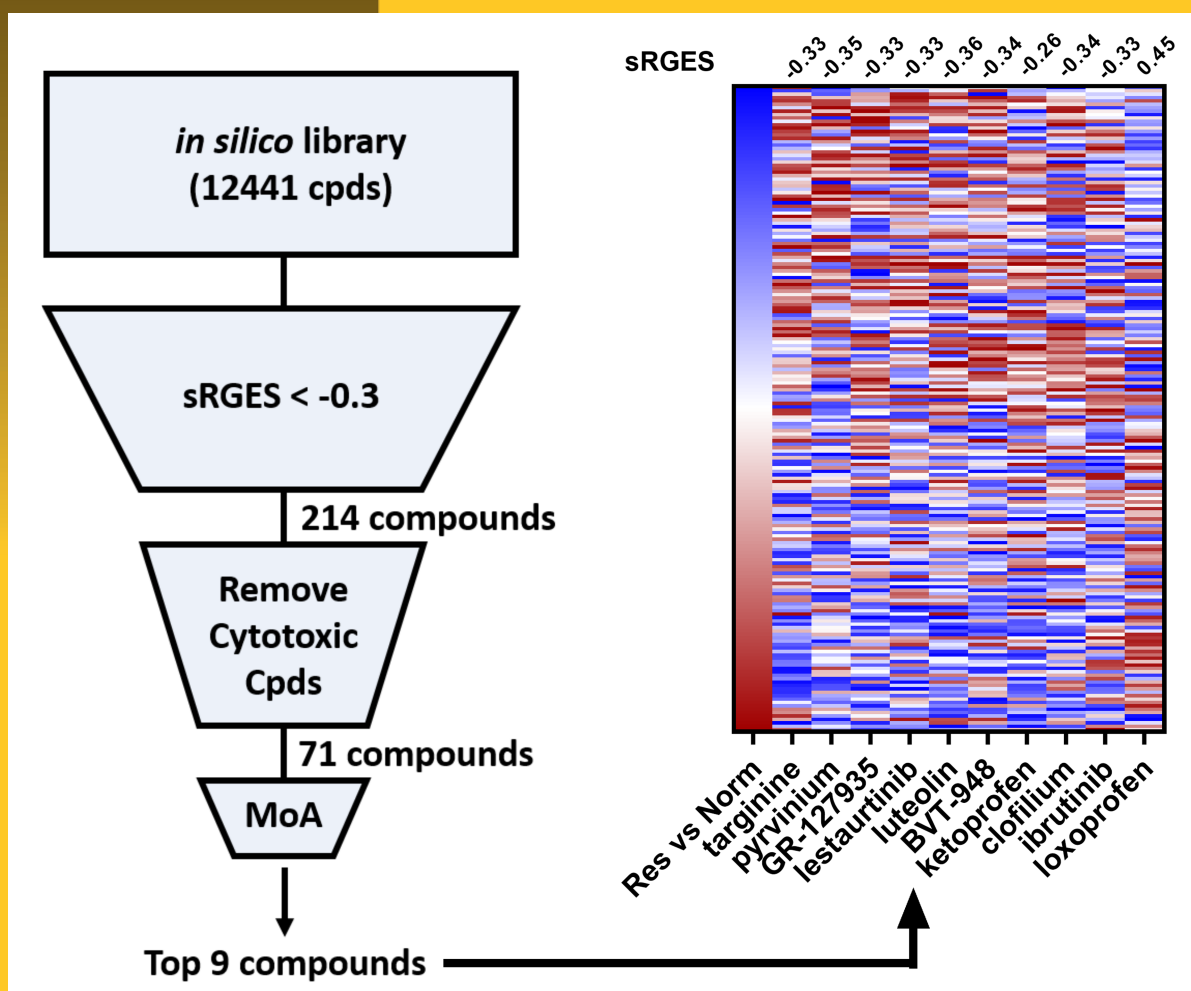 in silico library
(12441 cpds)
sRGES < -0.3
214 compounds
Remove
Cytotoxic
Cpds
71 compounds
MoA
Top 9 compounds
sRGES
-0.33
-0.35
-0.33
-0.33
-0.36
-0.34
-0.26
-0.34
-0.33
0.45
Res vs Norm
targinine
pyrvinium
GR-127935
lestaurtinib
luteolin
BVT-948
ketoprofen
clofilium
ibrutinib
loxoprofen